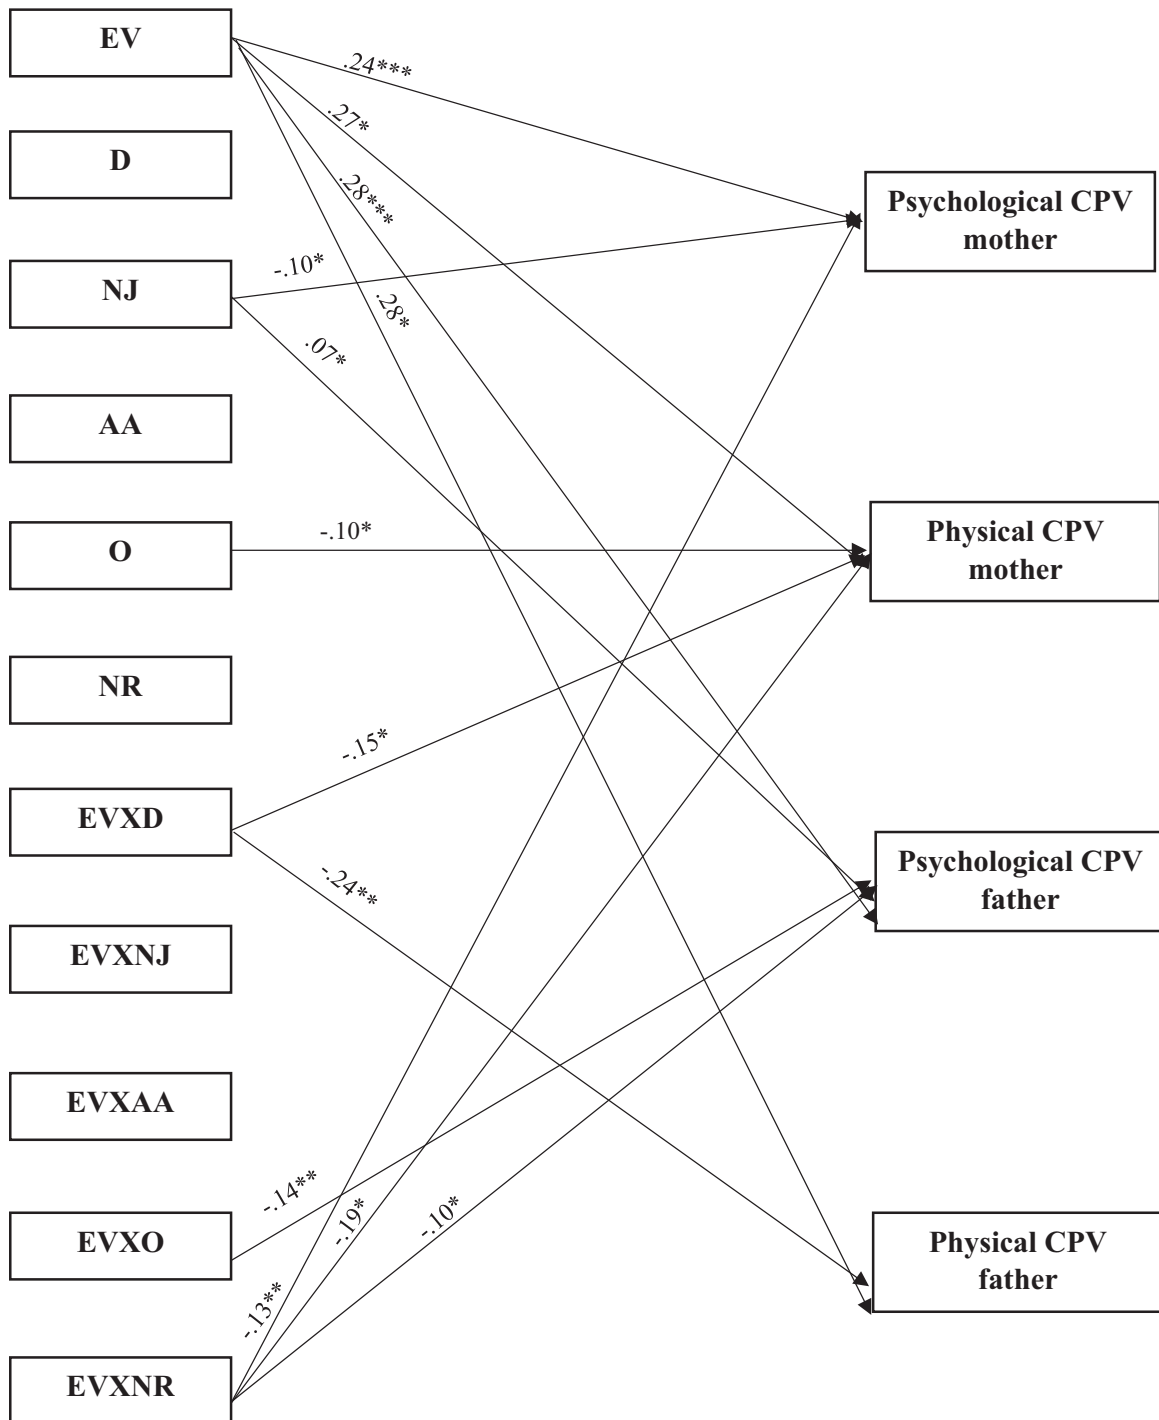 EV
.24***
.27*
D
.28***
Psychological CPV
mother
NJ
-.10*
.28*
.07*
AA
O
-.10*
Physical CPV
mother
NR
-.15*
EVXD
-.24**
Psychological CPV
father
EVXNJ
EVXAA
-.14**
-.19*
-.10*
EVXO
Physical CPV
father
-.13**
EVXNR